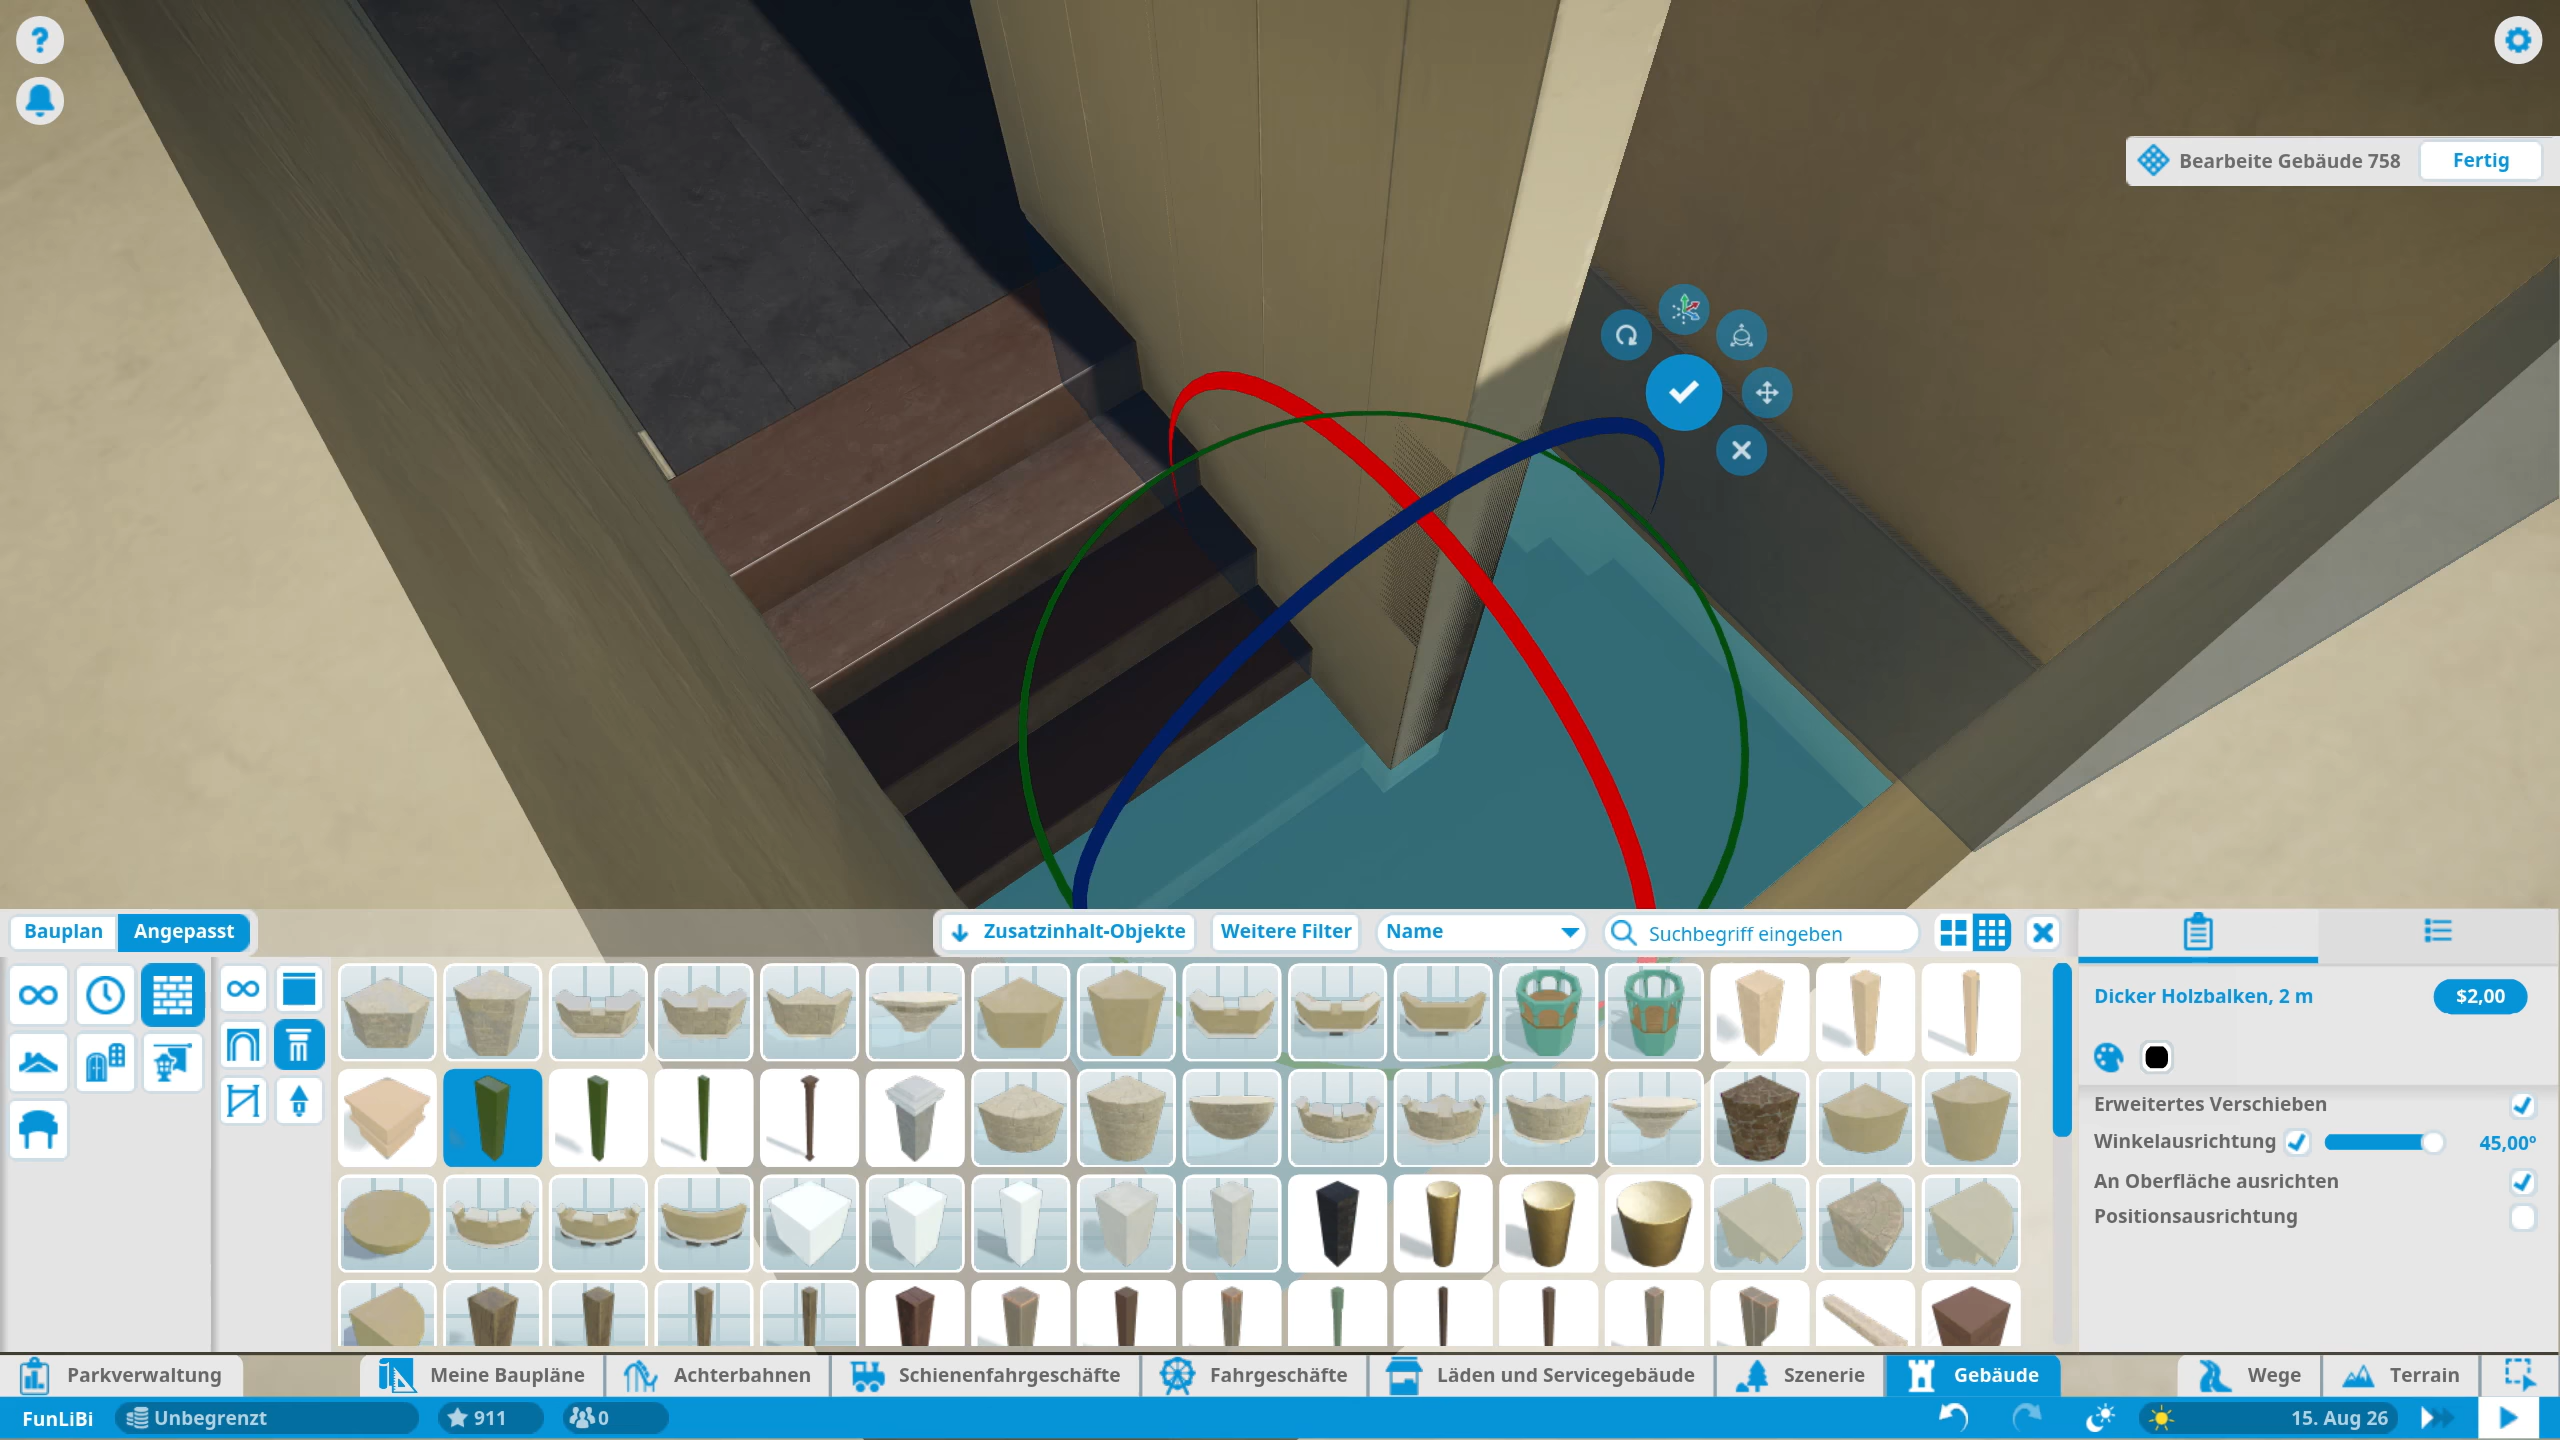 ?
Bearbeite Gebäude 758
Fertig
Bauplan
Angepasst
Zusatzinhalt-Objekte
Weitere Filter
Name
Suchbegriff eingeben
Dicker Holzbalken, 2 m
$2,00
Erweitertes Verschieben
Winkelausrichtung
45,00º
An Oberfläche ausrichten
Positionsausrichtung
Parkverwaltung
Meine Baupläne
Achterbahnen
Schienenfahrgeschäfte
Fahrgeschäfte
Läden und Servicegebäude
Szenerie
Gebäude
Wege
Terrain
FunLiBi
Unbegrenzt
911
0
15. Aug 26